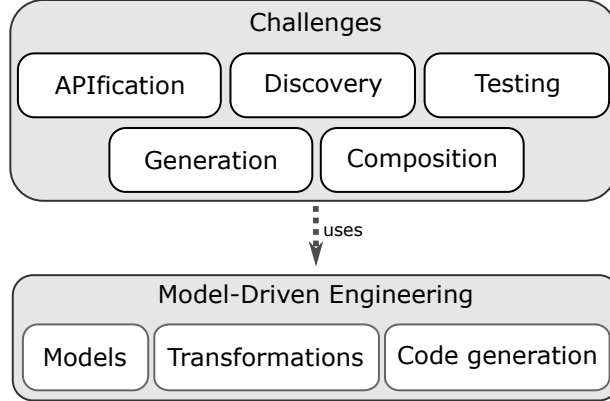 Challenges
APIfication Discovery Testing
Generation Composition
uses
Model-Driven Engineering
Models Transformations Code generation